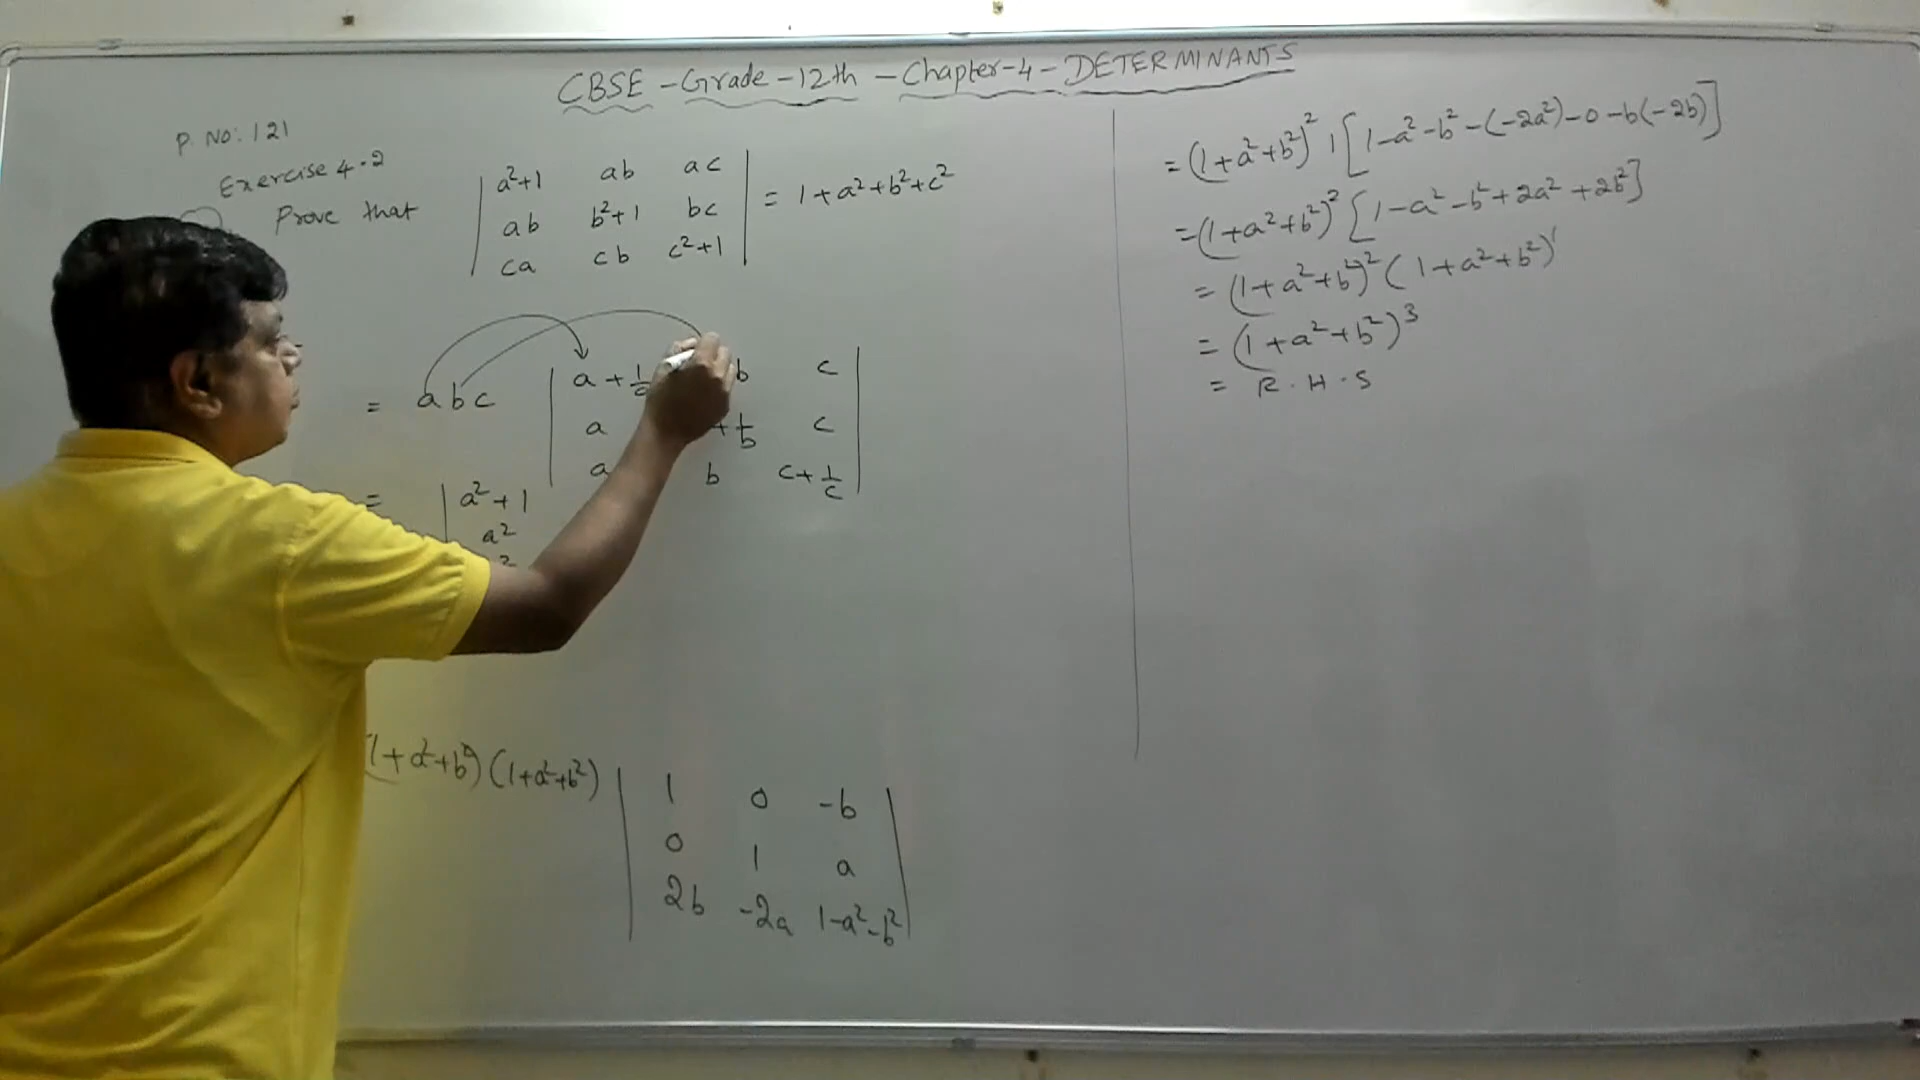 CBSE - Grade - 12th - Chapter-4 - DETERMINANTS
P. No: 121
Exercise 4.2
Prove that
| a²+1 ab ac |
| ab b²+1 bc | = 1+a²+b²+c²
| ca cb c²+1 |
= abc | a + 1/a b c |
| a + 1/b c |
| a b c + 1/c |
= | a² + 1
a²
(1+a²+b²) (1+a²+b²) | 1 0 -b |
| 0 1 a |
| 2b -2a 1-a²-b² |
= (1+a²+b²)² 1 [1-a²-b²-(-2a²)-0-b(-2b)]
= (1+a²+b²)² [1-a²-b²+2a²+2b²]
= (1+a²+b²)² (1+a²+b²)¹
= (1+a²+b²)³
= R.H.S